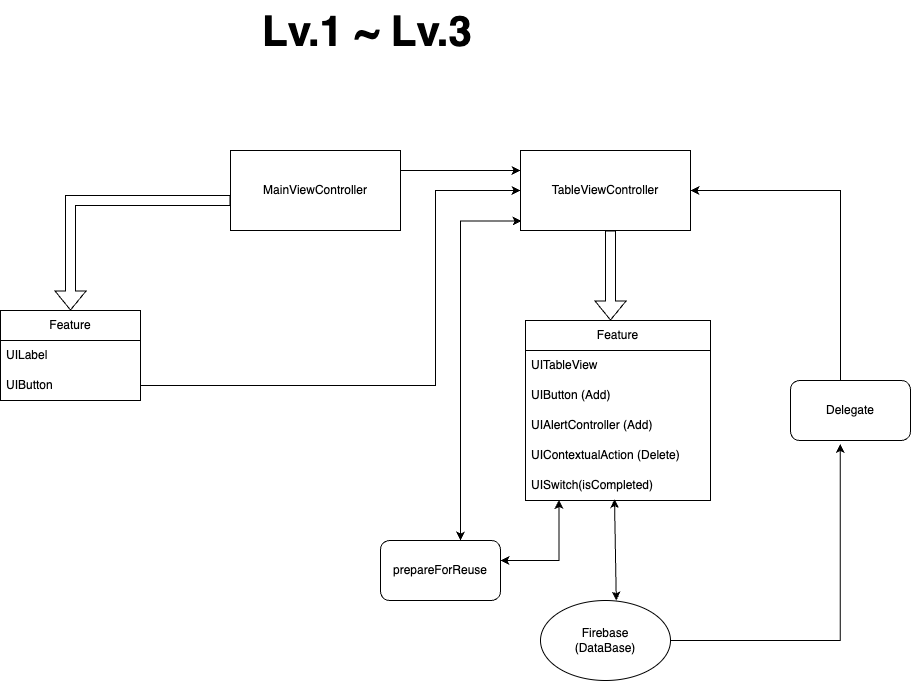 Lv.1 ~ Lv.3
MainViewController
TableViewController
Feature
UILabel
UIButton
Feature
UITableView
UIButton (Add)
UIAlertController (Add)
UIContextualAction (Delete)
UISwitch(isCompleted)
Delegate
prepareForReuse
Firebase
(DataBase)